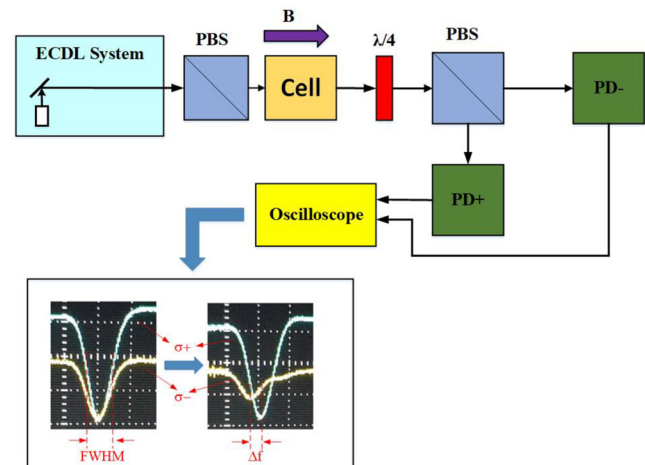 B
ECDL System
PBS
λ/4
PBS
Cell
PD-
PD+
Oscilloscope
σ+
σ−
FWHM
Δf